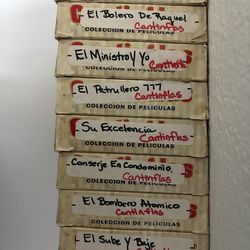 El Bolero De Raquel
Cantinflas
COLECCION DE PELICULAS
El Ministro y Yo
Cantinflas
COLECCION DE PELICULAS
El Patrullero 777
Cantinflas
COLECCION DE PELICULAS
Su Excelencia
Cantinflas
COLECCION DE PELICULAS
Conserje En Condominio
Cantinflas
COLECCION DE PELICULAS
El Bombero Atomico
Cantinflas
COLECCION DE PELICULAS
El Sube Y Baje